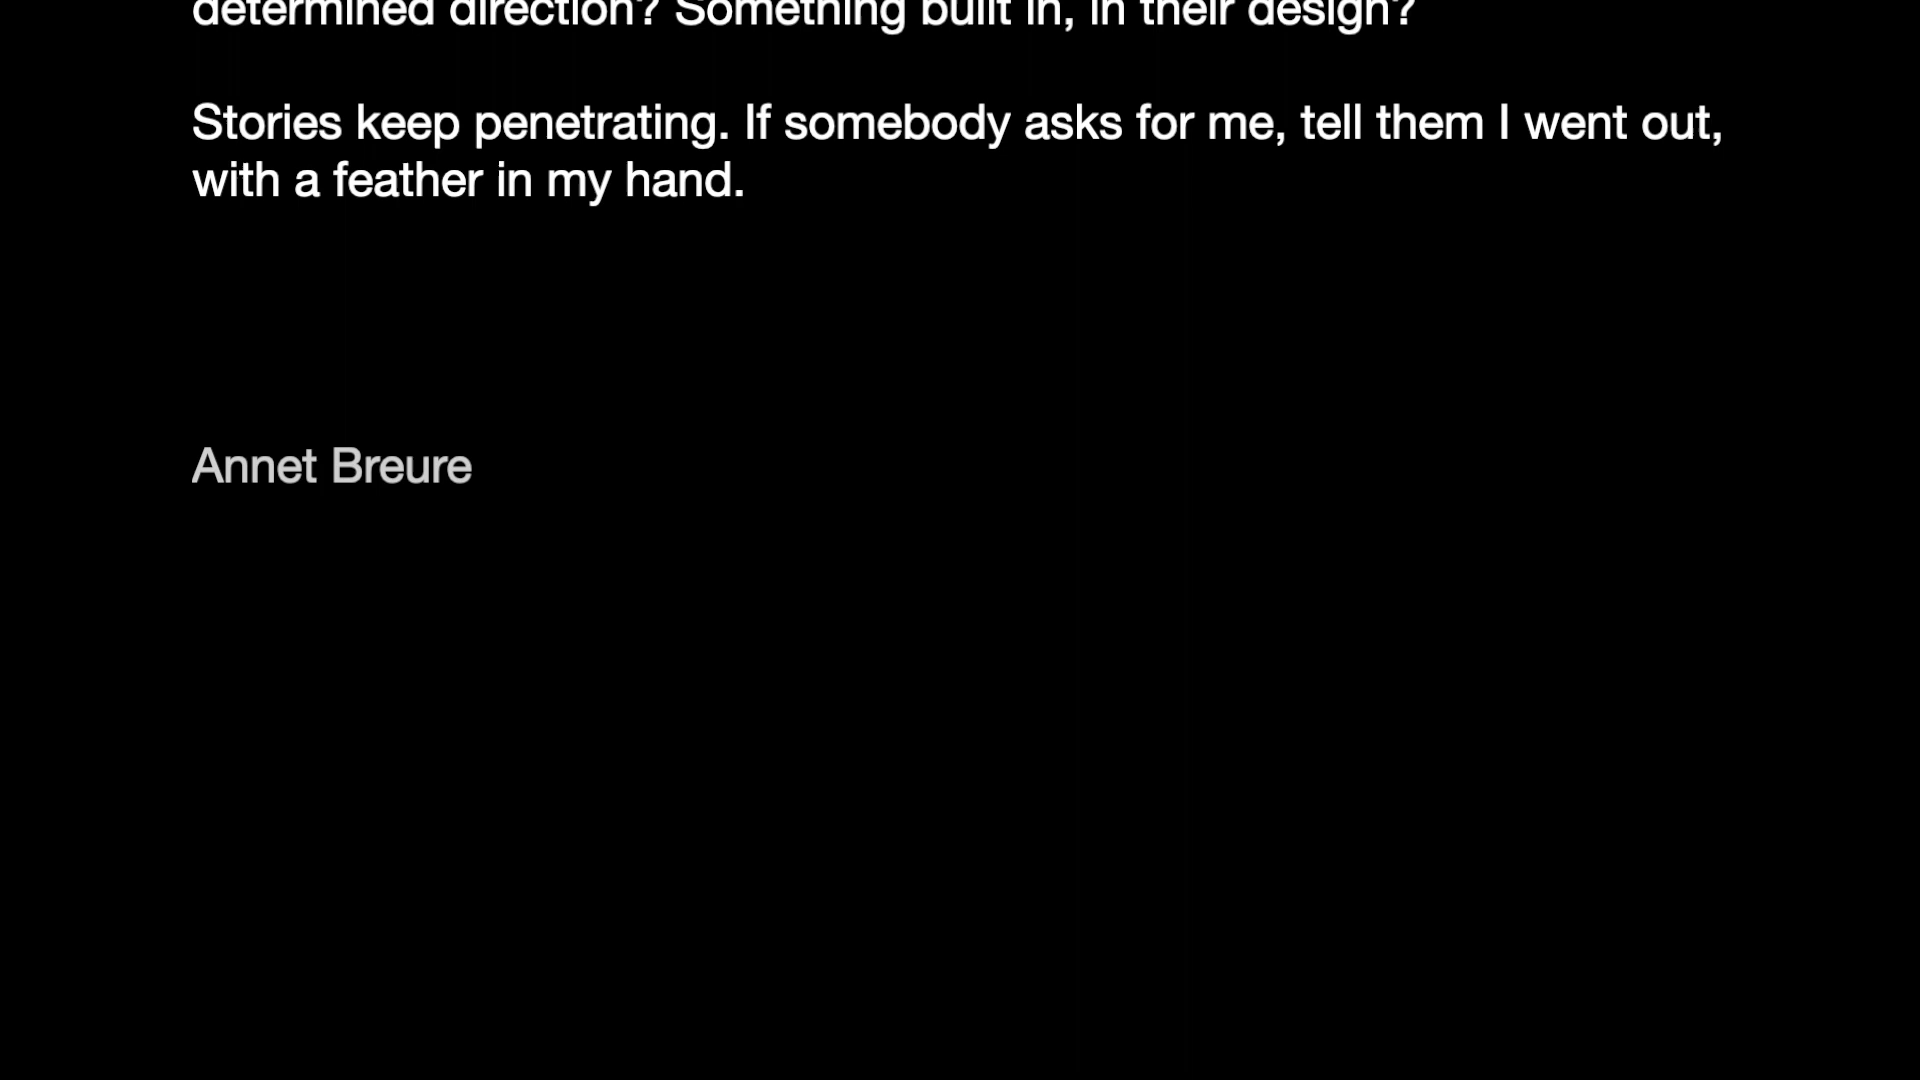 determined direction? Something built in, in their design?
Stories keep penetrating. If somebody asks for me, tell them I went out,
with a feather in my hand.
Annet Breure